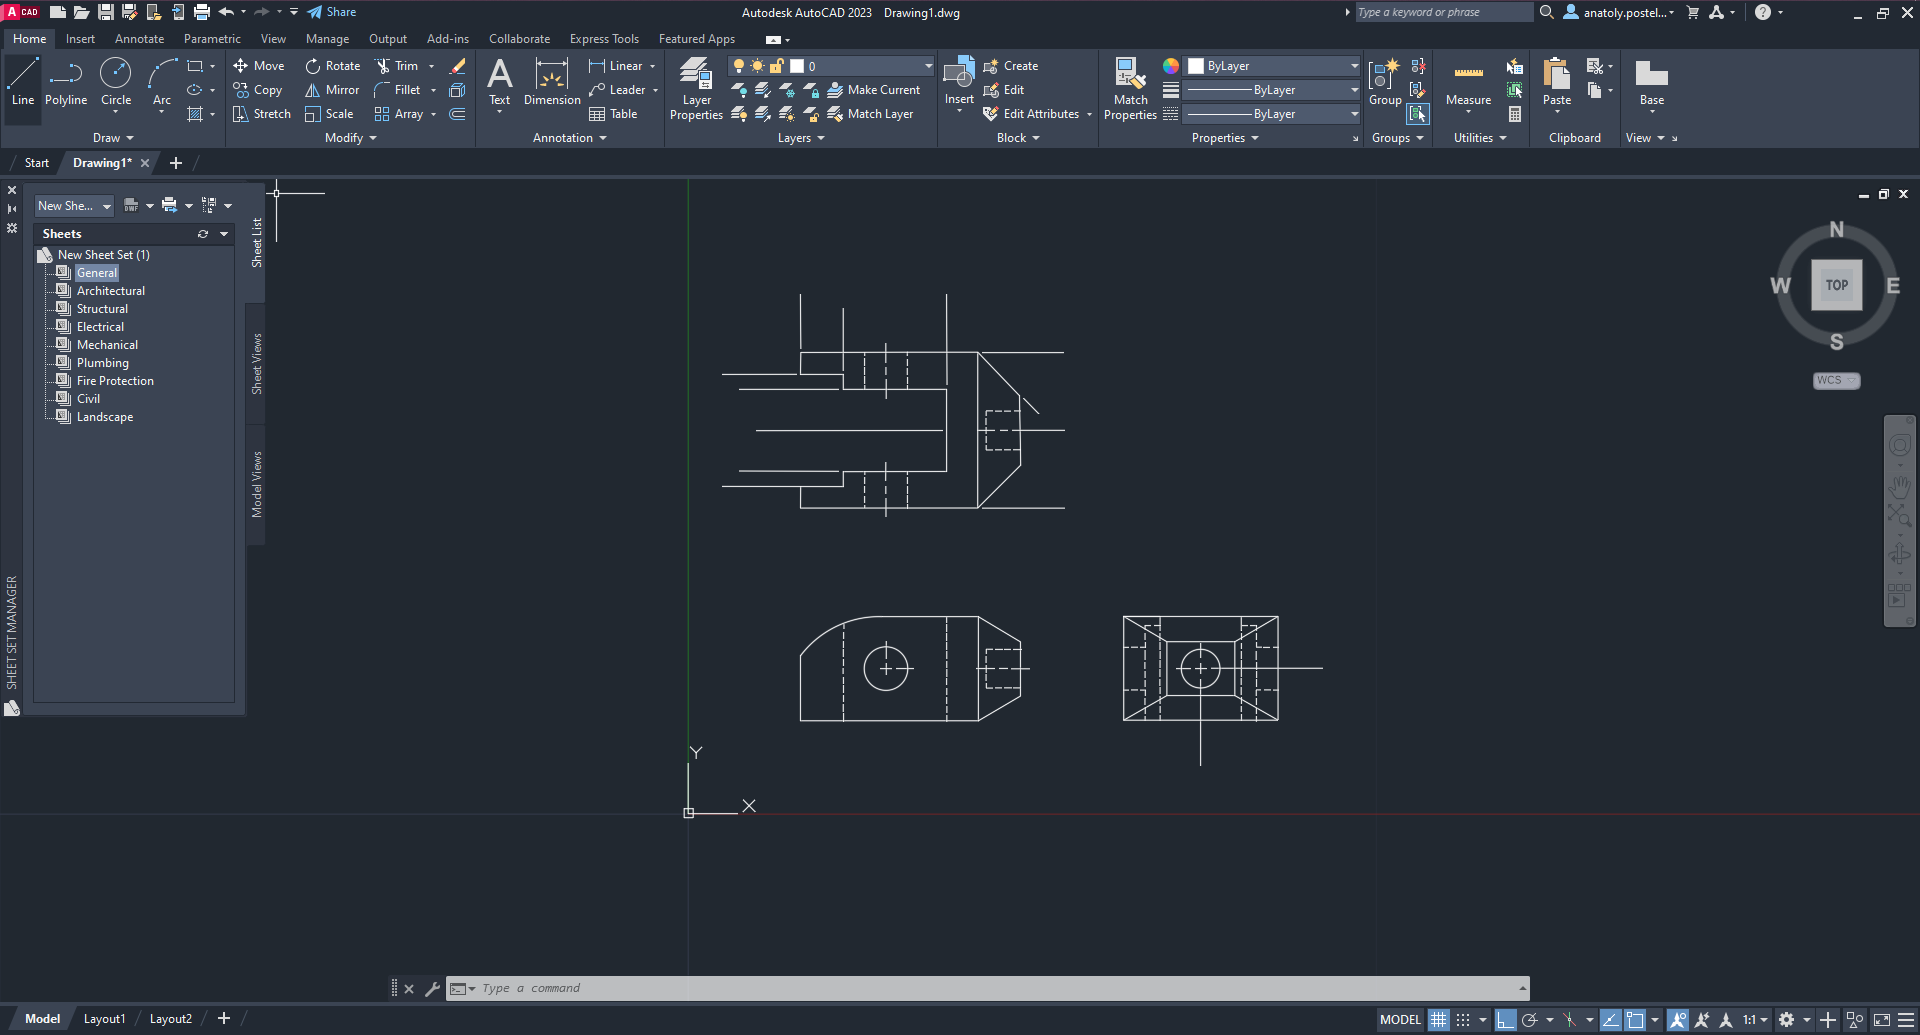 A CAD
Share
Autodesk AutoCAD 2023 Drawing1.dwg
Type a keyword or phrase
anatoly.postel...
Home Insert Annotate Parametric View Manage Output Add-ins Collaborate Express Tools Featured Apps
Line Polyline Circle Arc
Draw
Move Rotate Trim
Copy Mirror Fillet
Stretch Scale Array
Modify
Text Dimension
Linear
Leader
Table
Annotation
Layer Properties
0
Make Current
Match Layer
Layers
Insert
Create
Edit
Edit Attributes
Block
Match Properties
ByLayer
ByLayer
ByLayer
Properties
Group
Groups
Measure
Utilities
Paste
Clipboard
Base
View
Start Drawing1*
New She...
DWF
Sheets
New Sheet Set (1)
General
Architectural
Structural
Electrical
Mechanical
Plumbing
Fire Protection
Civil
Landscape
Sheet List
Sheet Views
Model Views
SHEET SET MANAGER
N
W TOP E
S
WCS
Y
X
Type a command
Model Layout1 Layout2
MODEL 1:1